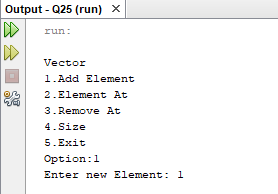 Output - Q25 (run) ×
run:
Vector
1.Add Element
2.Element At
3.Remove At
4.Size
5.Exit
Option:1
Enter new Element: 1